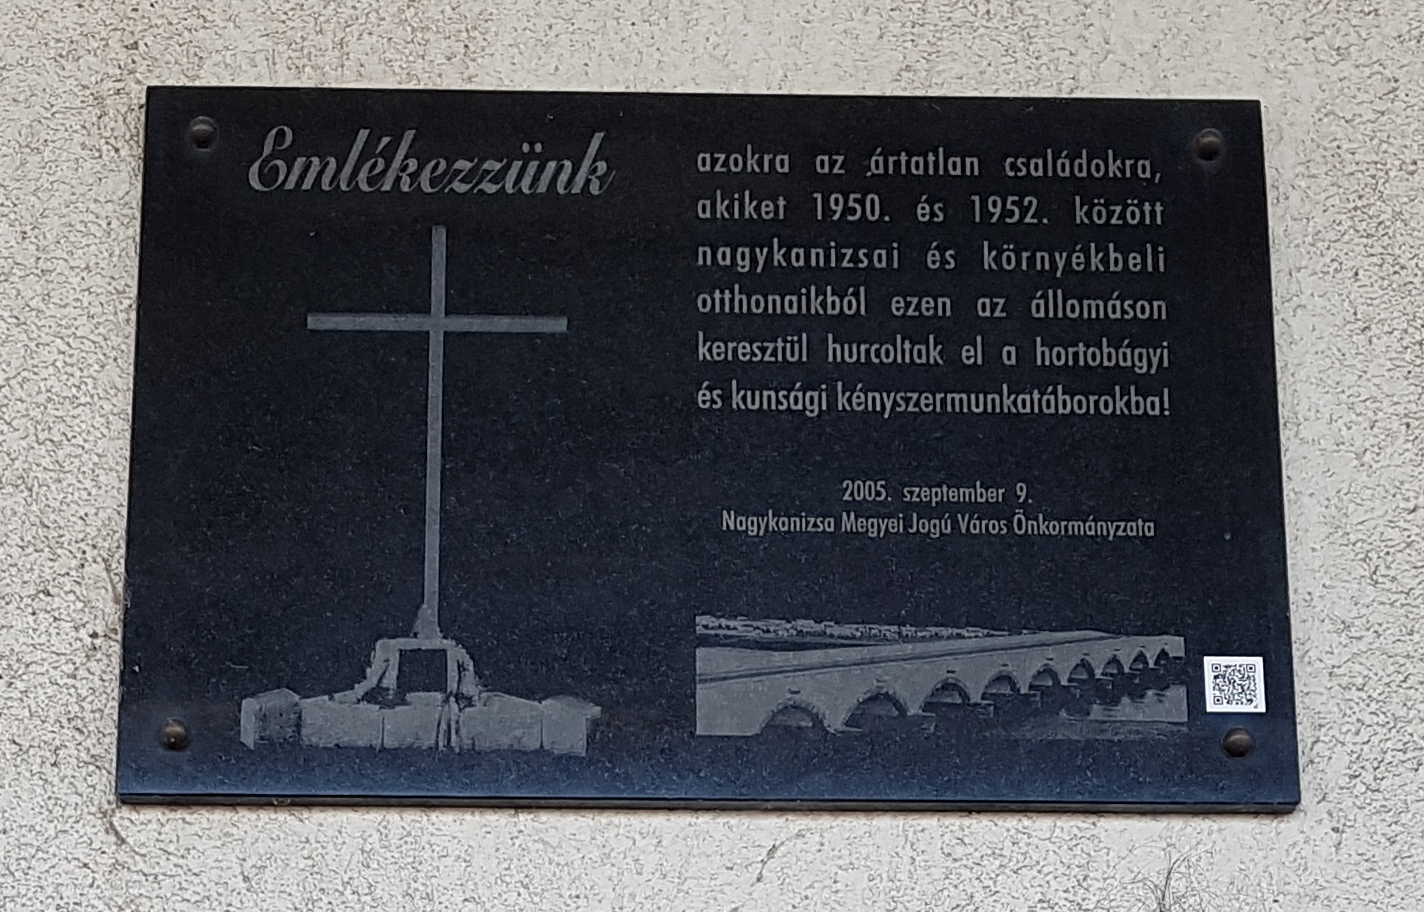 Emlékezzünk
azokra az ártatlan családokra,
akiket 1950. és 1952. között
nagykanizsai és környékbeli
otthonaikból ezen az állomáson
keresztül hurcoltak el a hortobágyi
és kunsági kényszermunkatáborokba!
2005. szeptember 9.
Nagykanizsa Megyei Jogú Város Önkormányzata